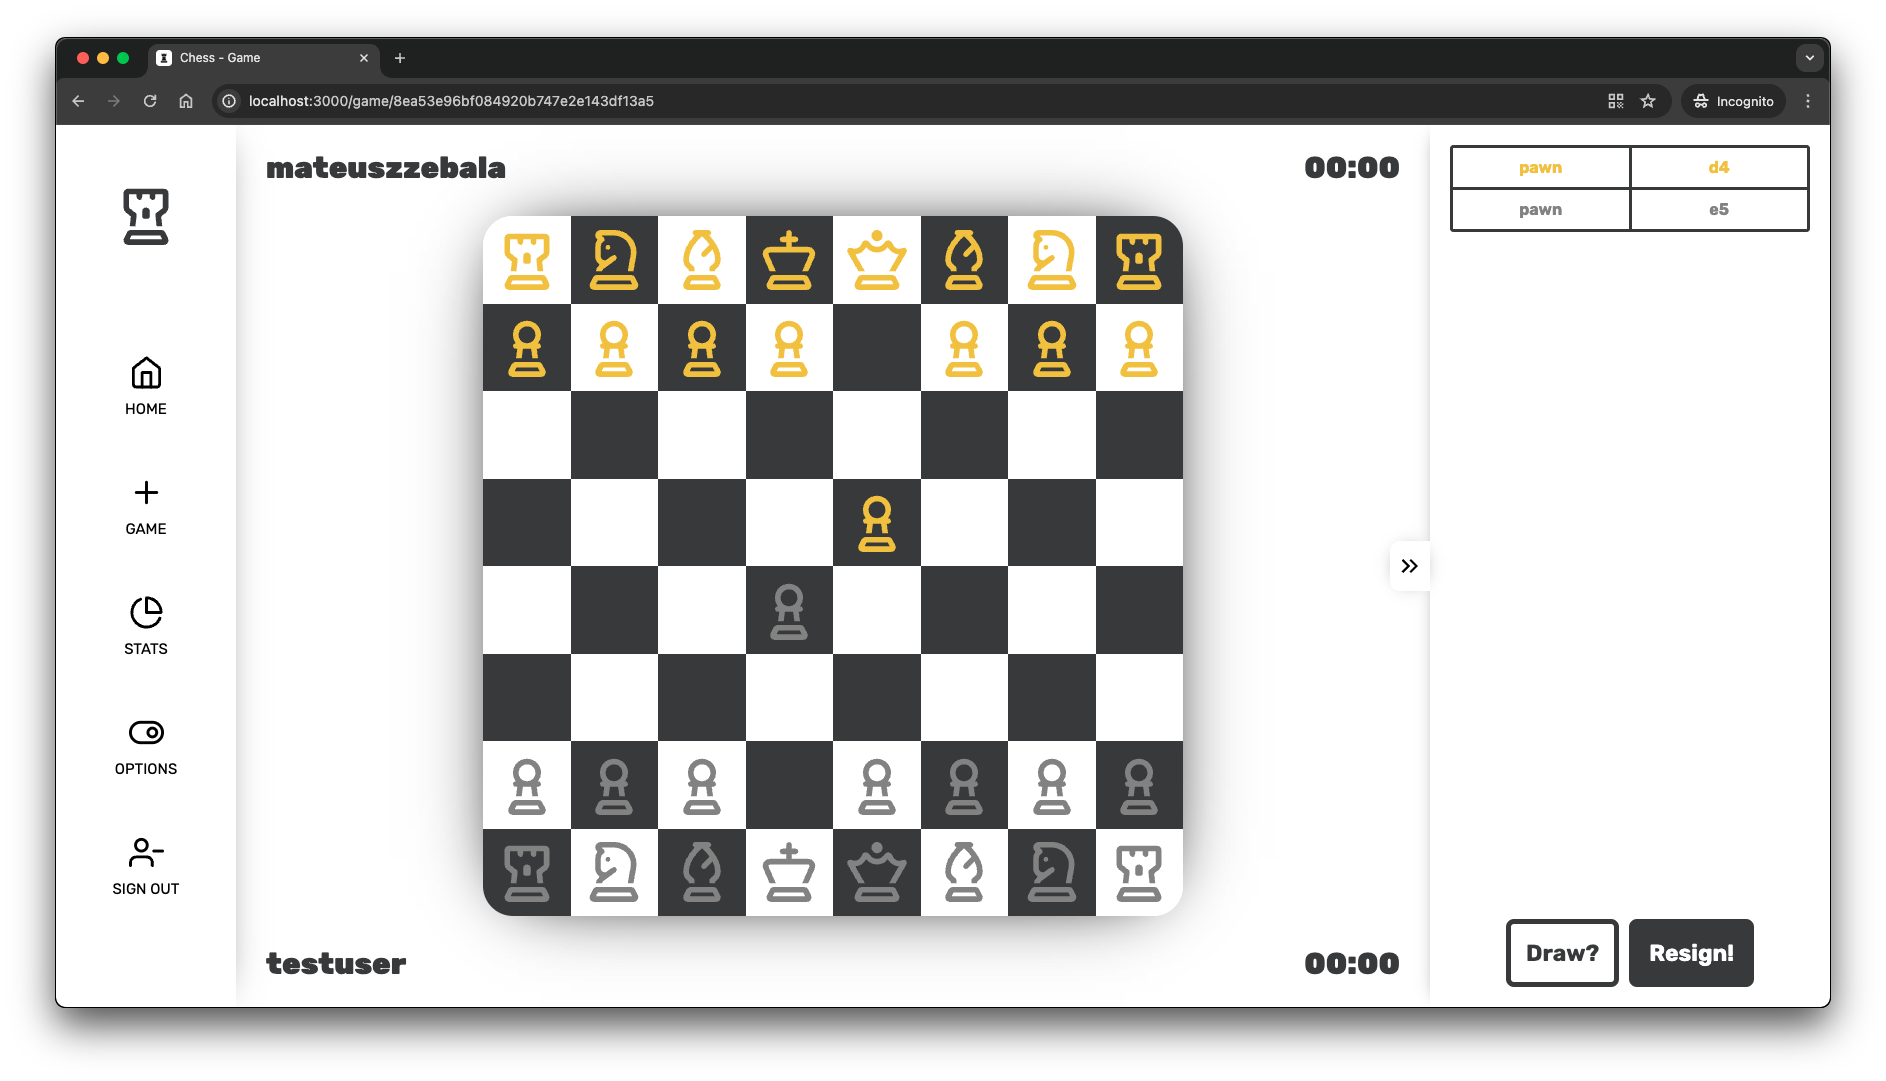 Chess - Game
localhost:3000/game/8ea53e96bf084920b747e2e143df13a5
Incognito
HOME
GAME
STATS
OPTIONS
SIGN OUT
mateuszzebala
00:00
testuser
00:00
pawn d4
pawn e5
Draw? Resign!